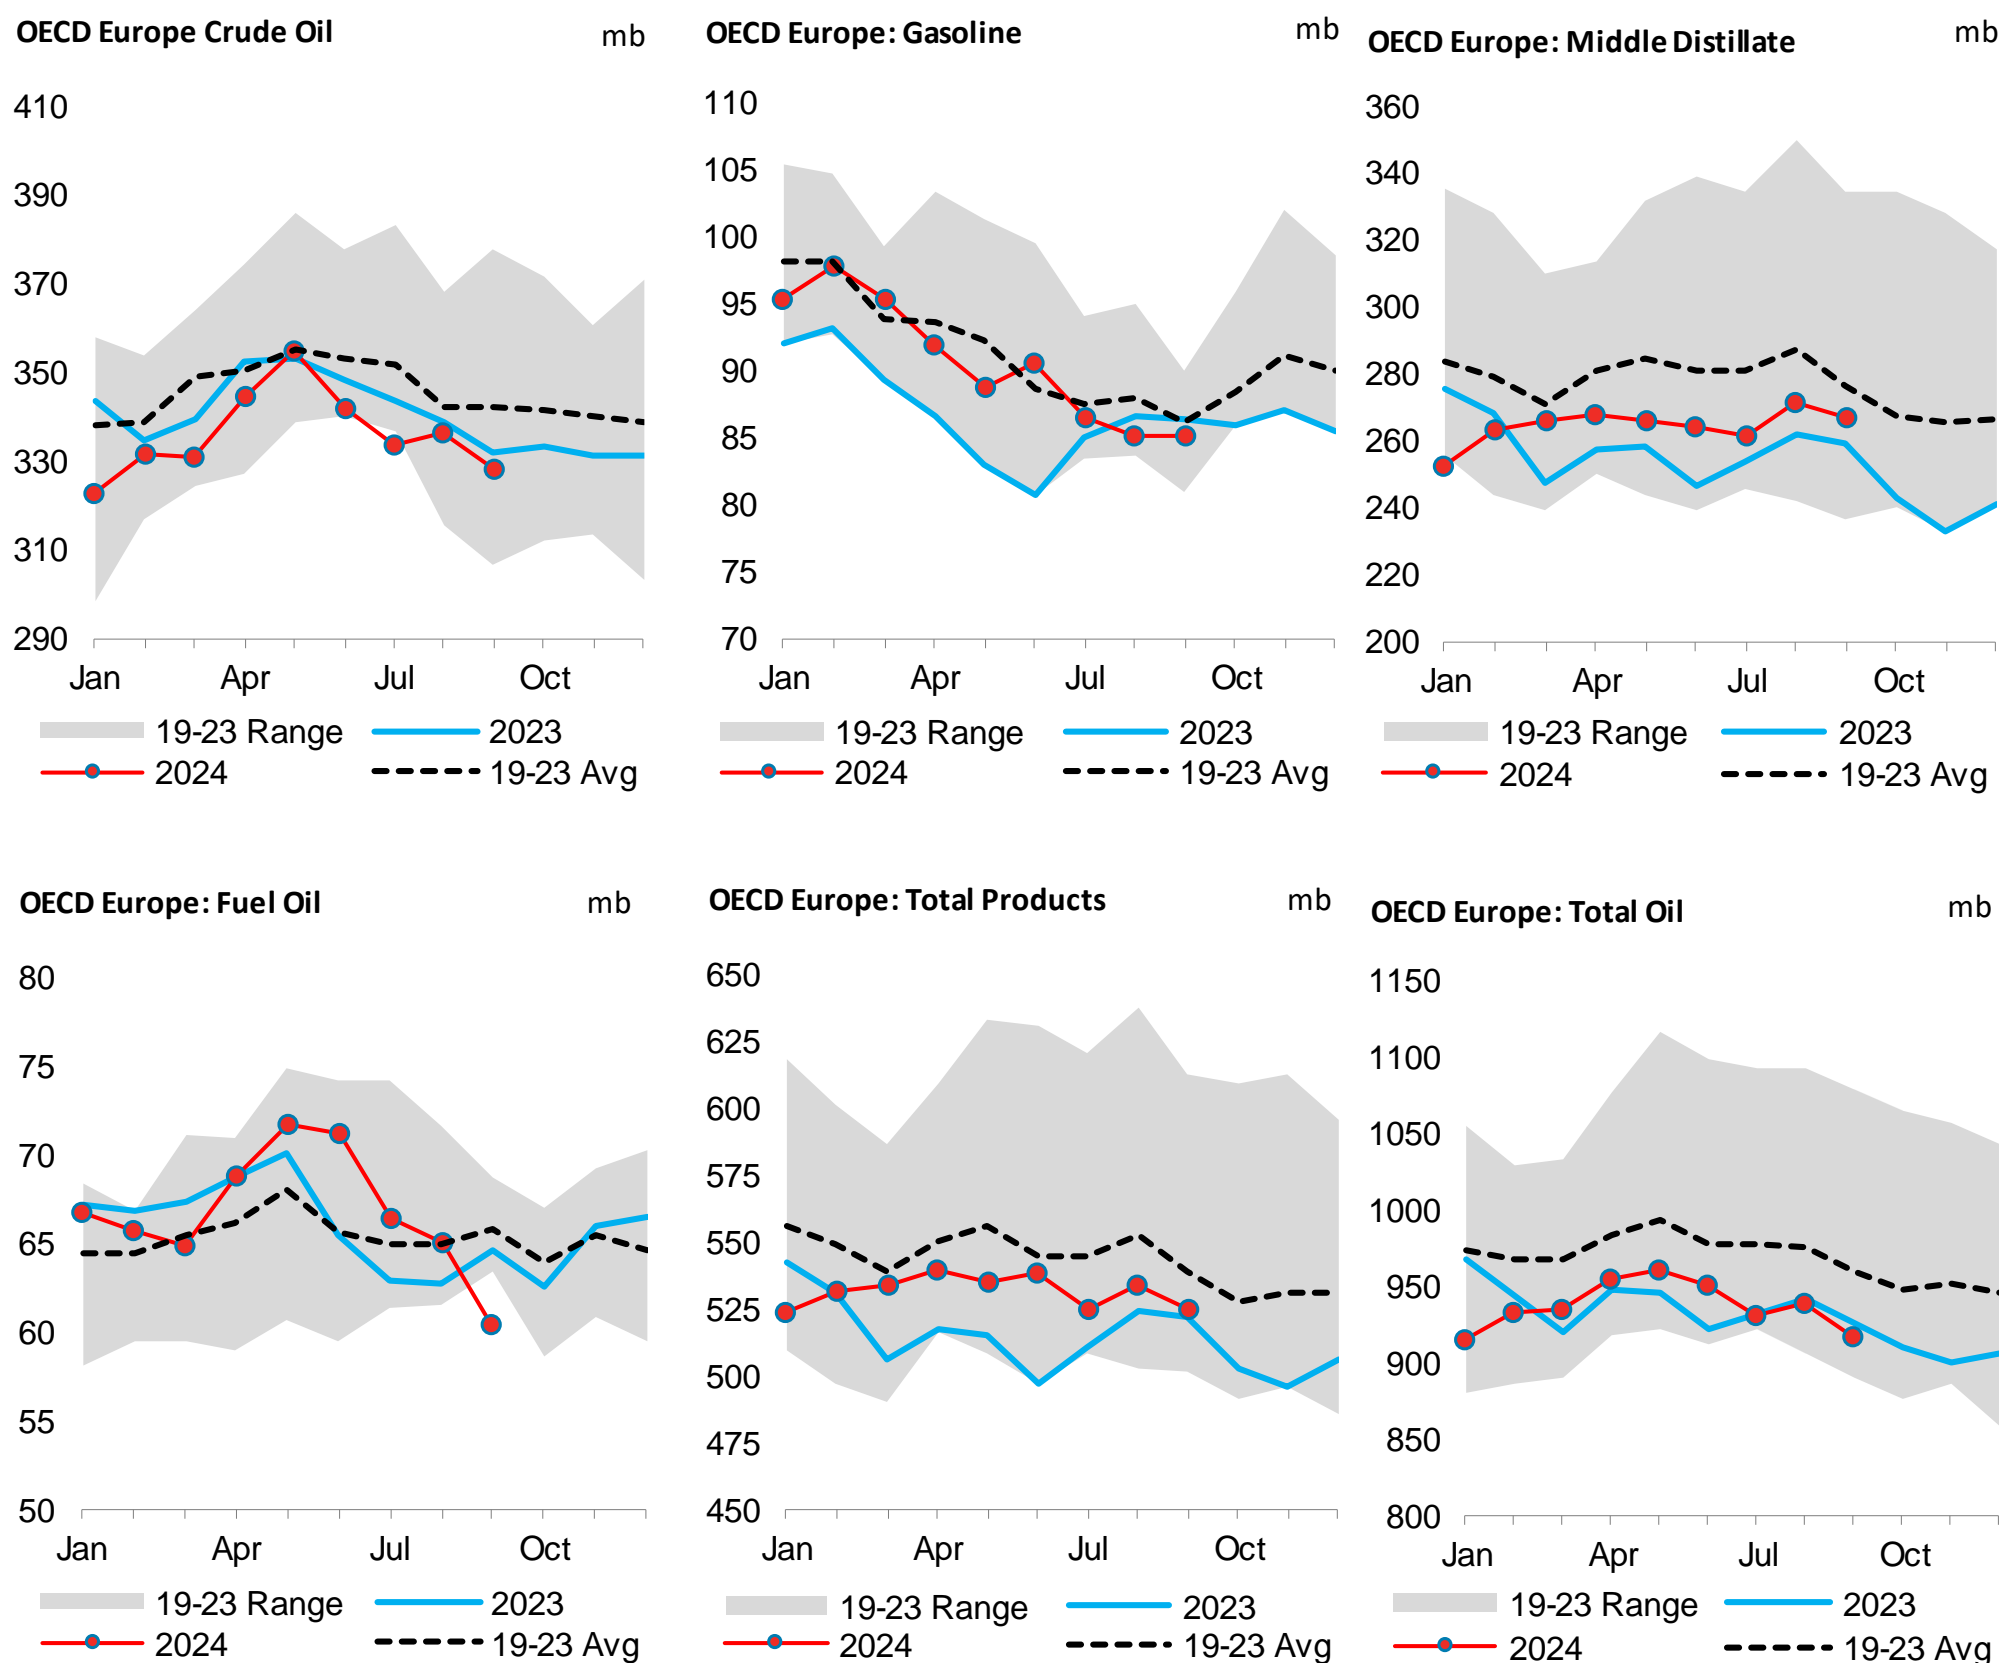 OECD Europe Crude Oil mb
410
390
370
350
330
310
290
Jan Apr Jul Oct
19-23 Range 2023
2024 19-23 Avg
OECD Europe: Gasoline mb
110
105
100
95
90
85
80
75
70
Jan Apr Jul Oct
19-23 Range 2023
2024 19-23 Avg
OECD Europe: Middle Distillate mb
360
340
320
300
280
260
240
220
200
Jan Apr Jul Oct
19-23 Range 2023
2024 19-23 Avg
OECD Europe: Fuel Oil mb
80
75
70
65
60
55
50
Jan Apr Jul Oct
19-23 Range 2023
2024 19-23 Avg
OECD Europe: Total Products mb
650
625
600
575
550
525
500
475
450
Jan Apr Jul Oct
19-23 Range 2023
2024 19-23 Avg
OECD Europe: Total Oil mb
1150
1100
1050
1000
950
900
850
800
Jan Apr Jul Oct
19-23 Range 2023
2024 19-23 Avg